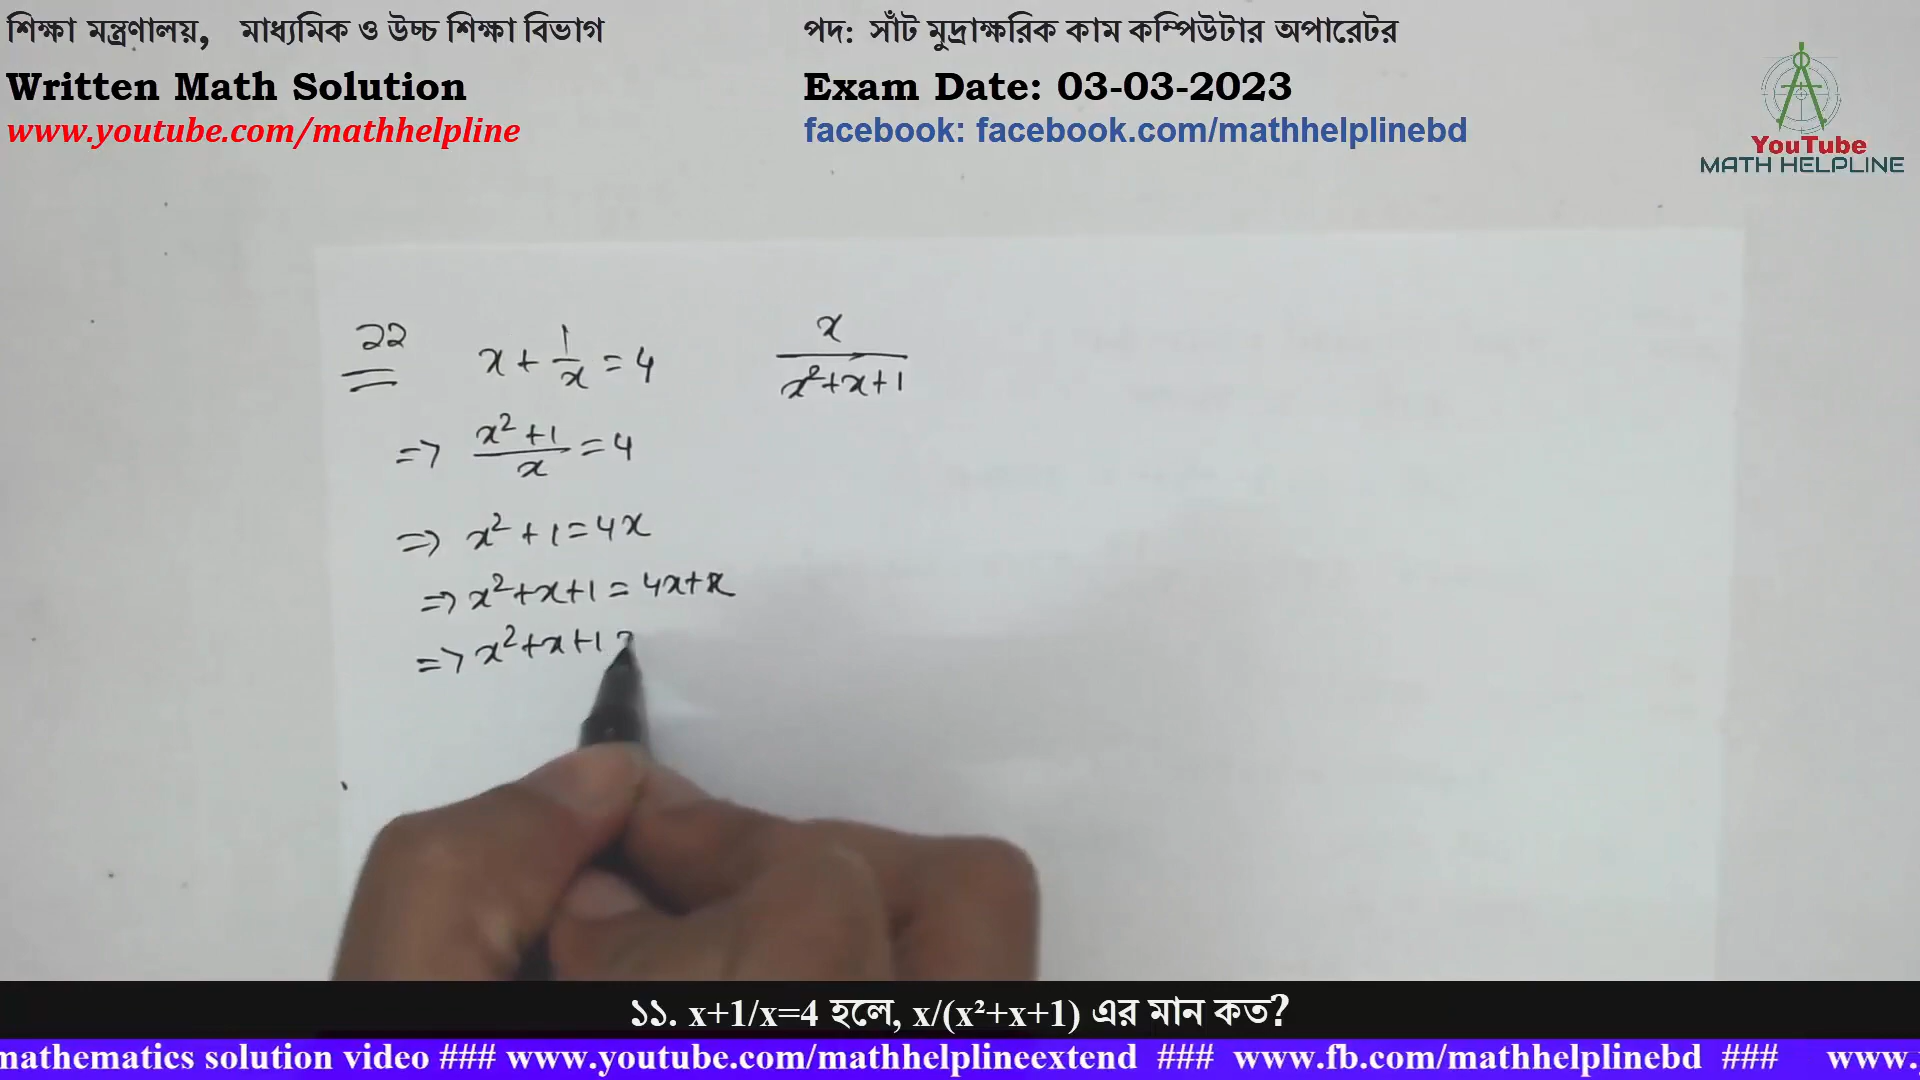 শিক্ষা মন্ত্রণালয়, মাধ্যমিক ও উচ্চ শিক্ষা বিভাগ
পদ: সাঁট মুদ্রাক্ষরিক কাম কম্পিউটার অপারেটর
Written Math Solution
Exam Date: 03-03-2023
www.youtube.com/mathhelpline
facebook: facebook.com/mathhelplinebd
YouTube
MATH HELPLINE
১১ x + 1/x = 4
x/(x²+x+1)
=> (x²+1)/x = 4
=> x² + 1 = 4x
=> x²+x+1 = 4x+x
=> x²+x+1
১১. x+1/x=4 হলে, x/(x²+x+1) এর মান কত?
mathematics solution video ### www.youtube.com/mathhelplineextend ### www.fb.com/mathhelplinebd ### www.y